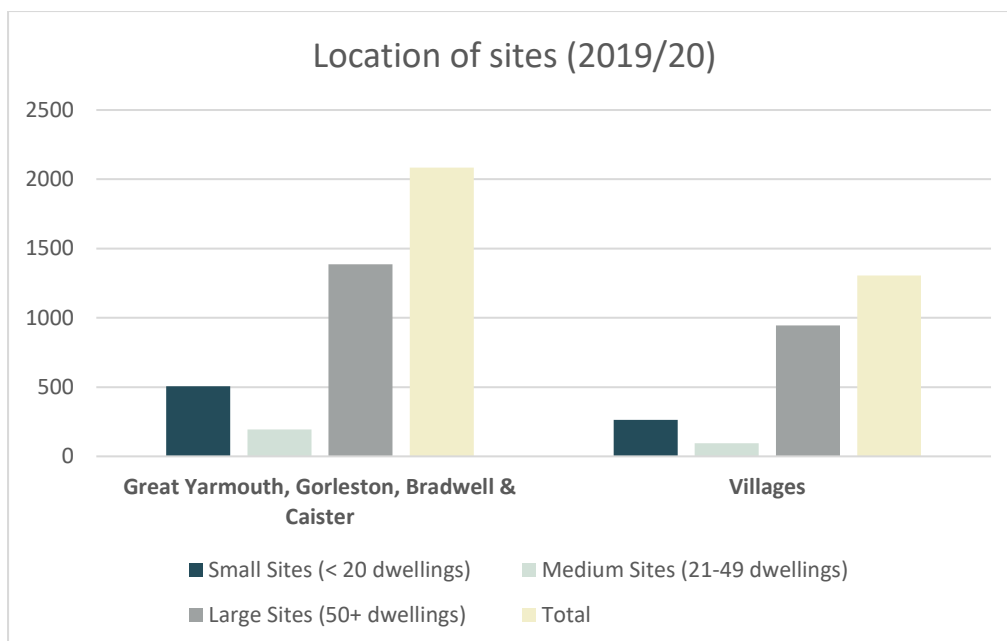 Location of sites (2019/20)
2500
2000
1500
1000
500
0
Great Yarmouth, Gorleston, Bradwell &
Caister
Villages
Small Sites (< 20 dwellings)
Medium Sites (21-49 dwellings)
Large Sites (50+ dwellings)
Total